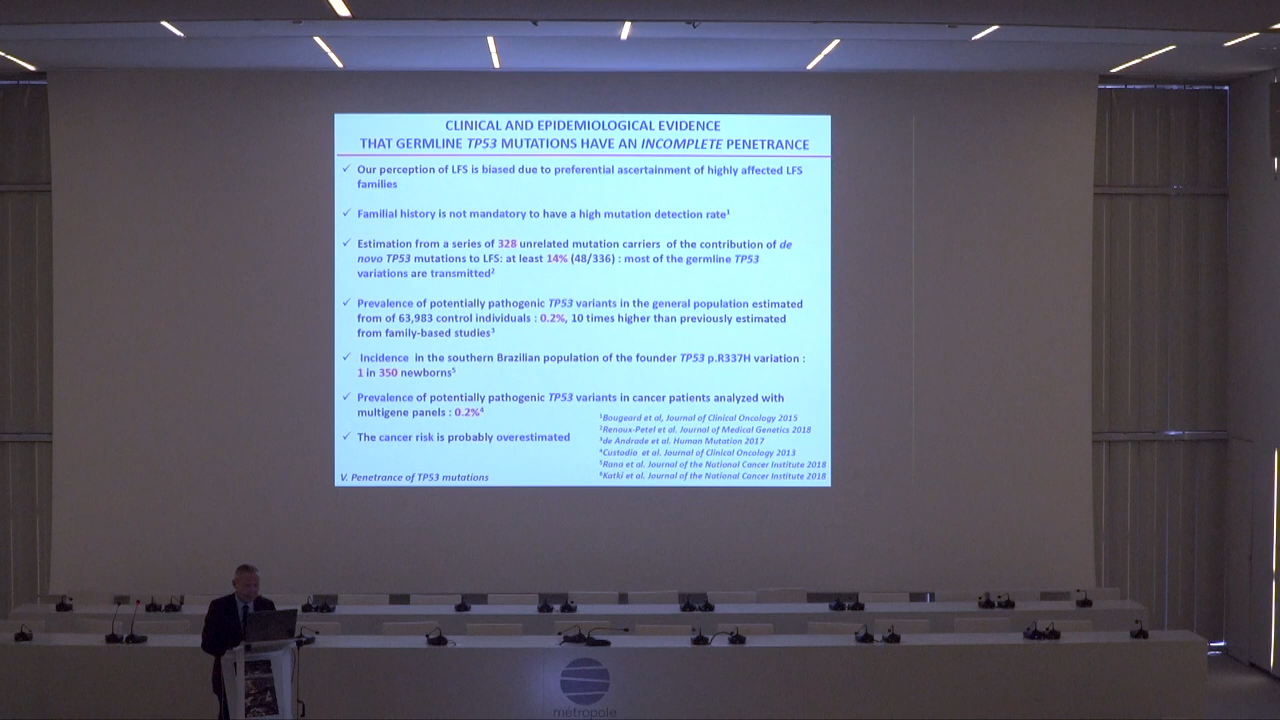 CLINICAL AND EPIDEMIOLOGICAL EVIDENCE
THAT GERMLINE TP53 MUTATIONS HAVE AN INCOMPLETE PENETRANCE
✓ Our perception of LFS is biased due to preferential ascertainment of highly affected LFS
families
✓ Familial history is not mandatory to have a high mutation detection rate¹
✓ Estimation from a series of 328 unrelated mutation carriers of the contribution of de
novo TP53 mutations to LFS: at least 14% (48/336) : most of the germline TP53
variations are transmitted²
✓ Prevalence of potentially pathogenic TP53 variants in the general population estimated
from of 63,983 control individuals : 0.2%, 10 times higher than previously estimated
from family-based studies³
✓ Incidence in the southern Brazilian population of the founder TP53 p.R337H variation :
1 in 350 newborns⁵
✓ Prevalence of potentially pathogenic TP53 variants in cancer patients analyzed with
multigene panels : 0.2%⁴
✓ The cancer risk is probably overestimated
¹Bougeard et al, Journal of Clinical Oncology 2015
²Renaux-Petel et al. Journal of Medical Genetics 2018
³de Andrade et al. Human Mutation 2017
⁴Custodio et al. Journal of Clinical Oncology 2013
⁵Rana et al. Journal of the National Cancer Institute 2018
⁶Katki et al. Journal of the National Cancer Institute 2018
V. Penetrance of TP53 mutations
métropole